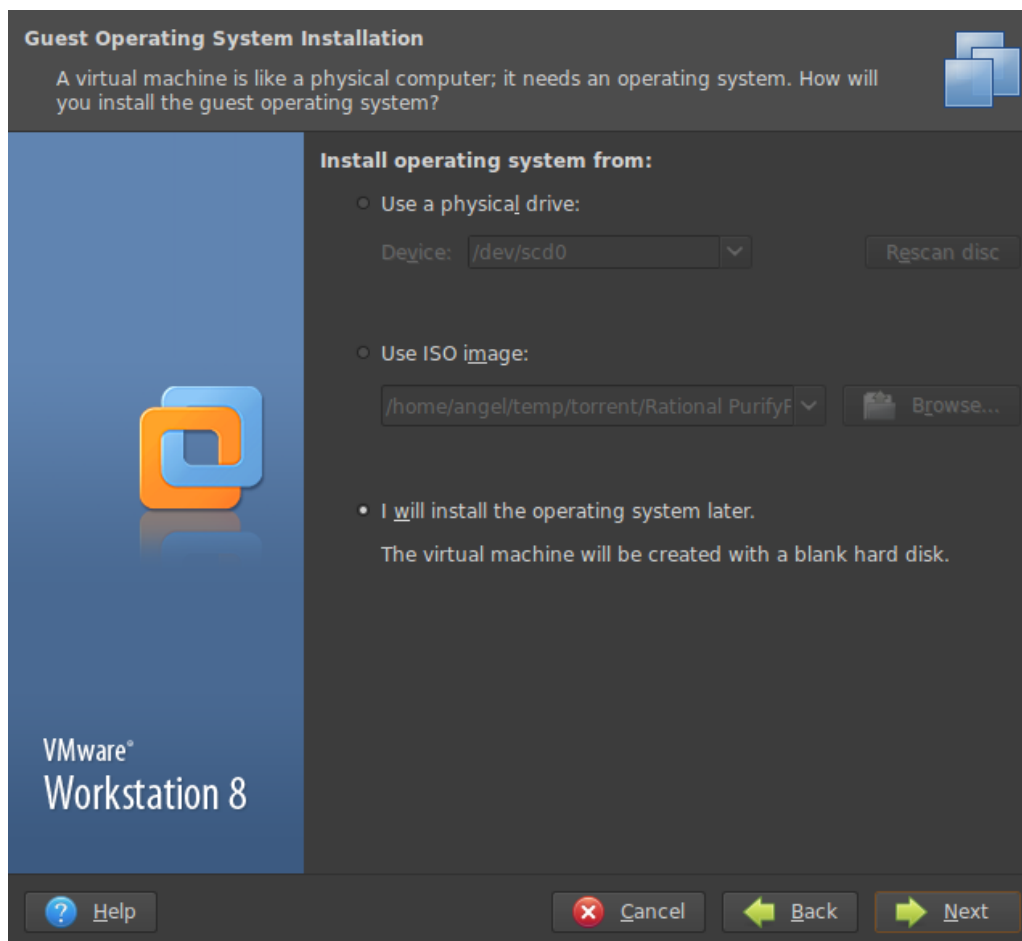 Guest Operating System Installation
A virtual machine is like a physical computer; it needs an operating system. How will
you install the guest operating system?
Install operating system from:
Use a physical drive:
Device: /dev/scd0 Rescan disc
Use ISO image:
/home/angel/temp/torrent/Rational Browse...
I will install the operating system later.
The virtual machine will be created with a blank hard disk.
VMware®
Workstation 8
? Help Cancel Back Next